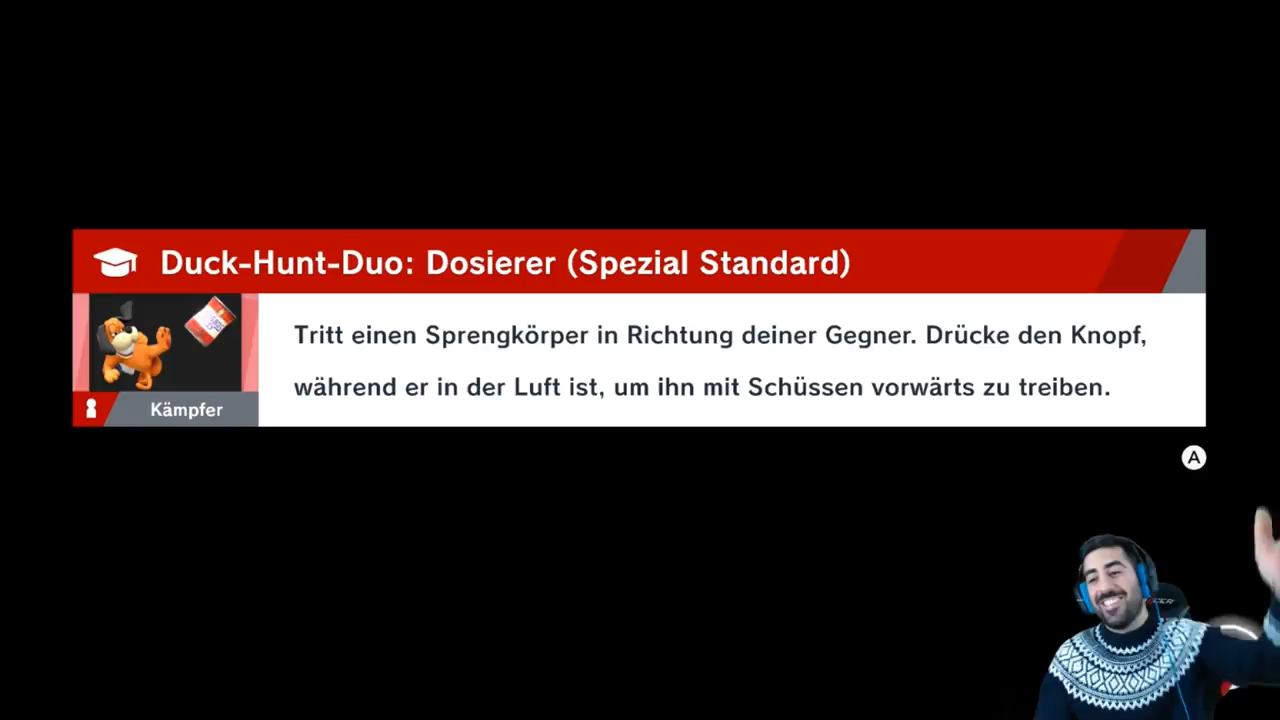 Duck-Hunt-Duo: Dosierer (Spezial Standard)
Tritt einen Sprengkörper in Richtung deiner Gegner. Drücke den Knopf,
während er in der Luft ist, um ihn mit Schüssen vorwärts zu treiben.
Kämpfer
A